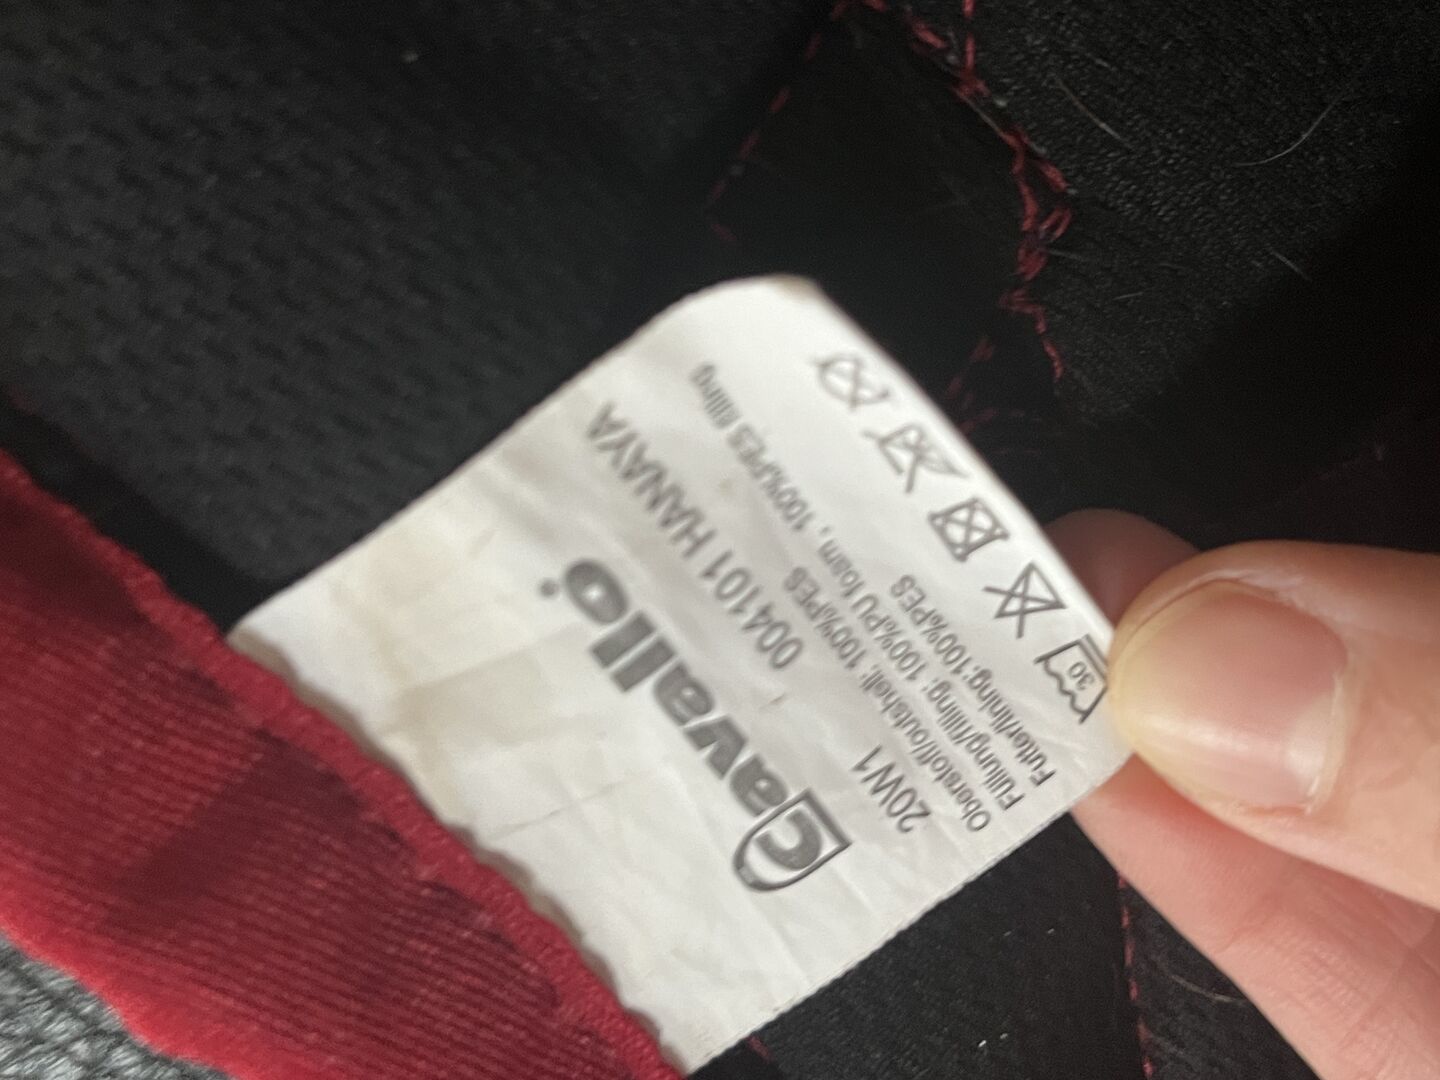 Cavallo®
004101 HANAYA
20W1
Oberstoff/outshell: 100%PES
Füllung/filling: 100%PU foam , 100%PES filling
Futter/lining:100%PES
30